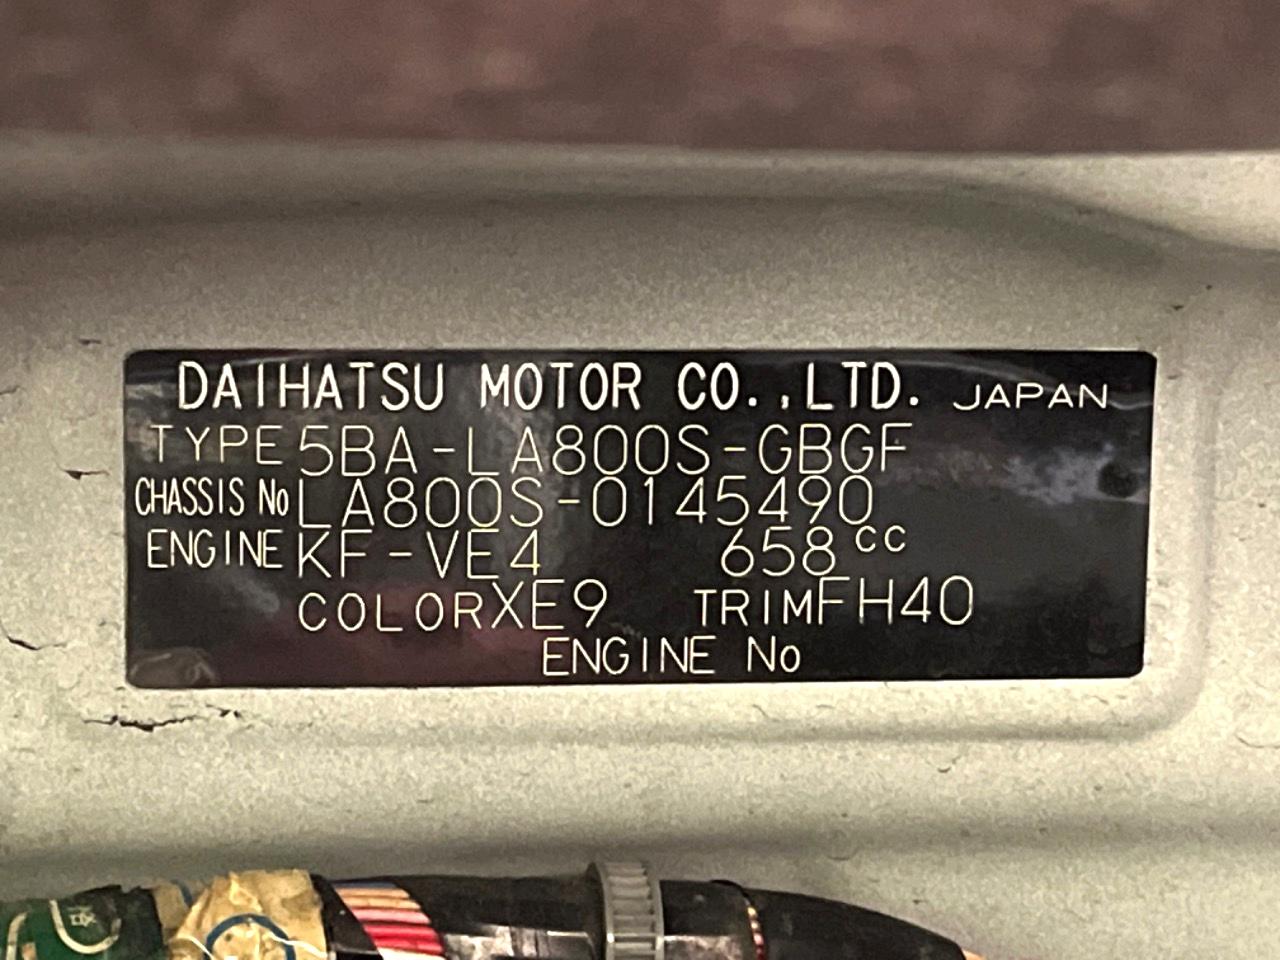 DAIHATSU MOTOR CO.,LTD. JAPAN
TYPE 5BA-LA800S-GBGF
CHASSIS No LA800S-0145490
ENGINE KF-VE4 658 cc
COLOR XE9 TRIM FH40
ENGINE No